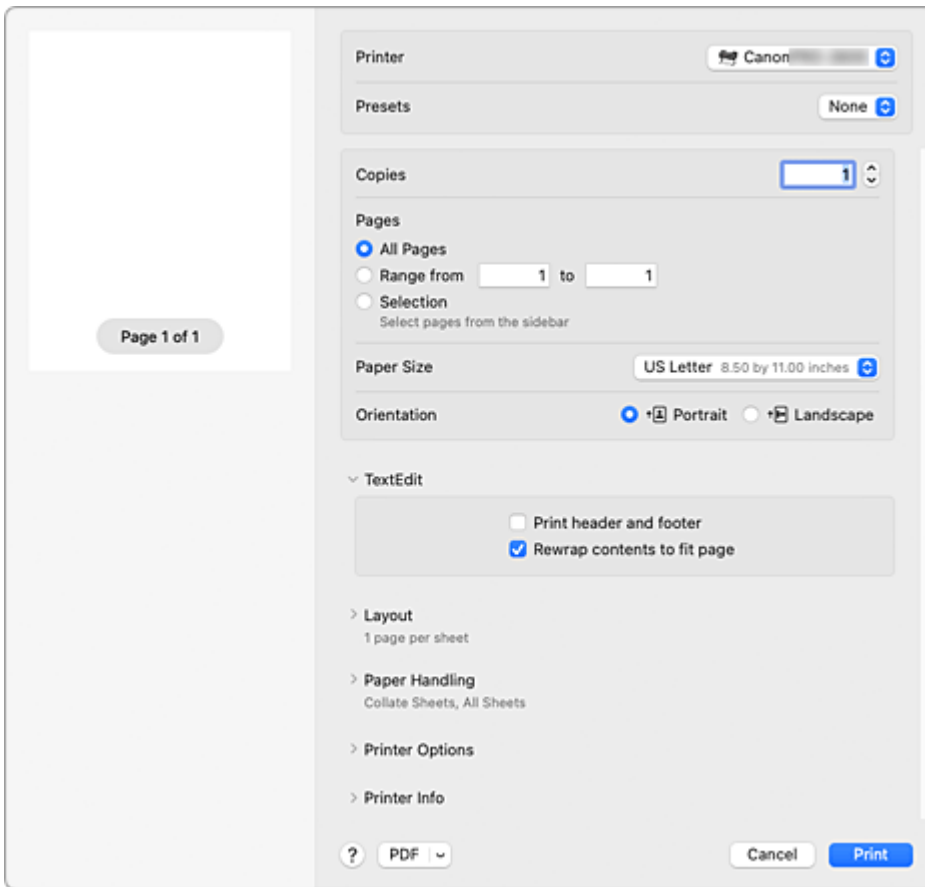 Printer
Canon
Presets
None
Copies
1
Pages
All Pages
Range from 1 to 1
Selection
Select pages from the sidebar
Page 1 of 1
Paper Size
US Letter 8.50 by 11.00 inches
Orientation
Portrait
Landscape
TextEdit
Print header and footer
Rewrap contents to fit page
Layout
1 page per sheet
Paper Handling
Collate Sheets, All Sheets
Printer Options
Printer Info
?
PDF
Cancel
Print